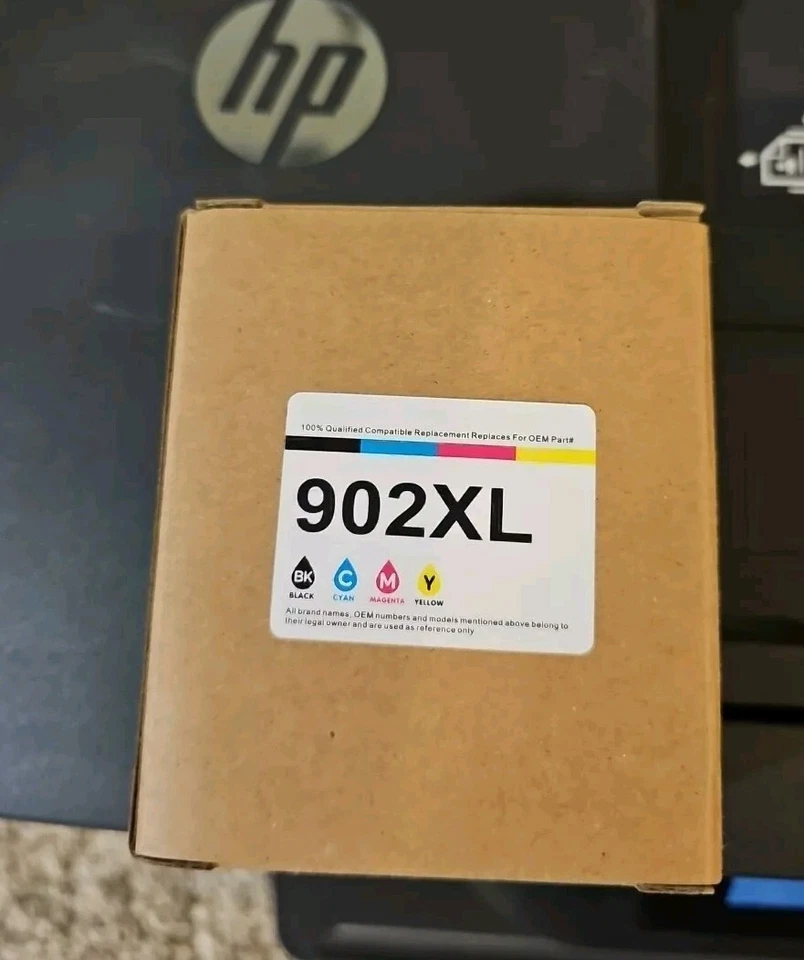 hp
100% Qualified Compatible Replacement Replaces For OEM Part#
902XL
BK C M Y
BLACK CYAN MAGENTA YELLOW
All brand names, OEM numbers and models mentioned above belong to
their legal owner and are used as reference only